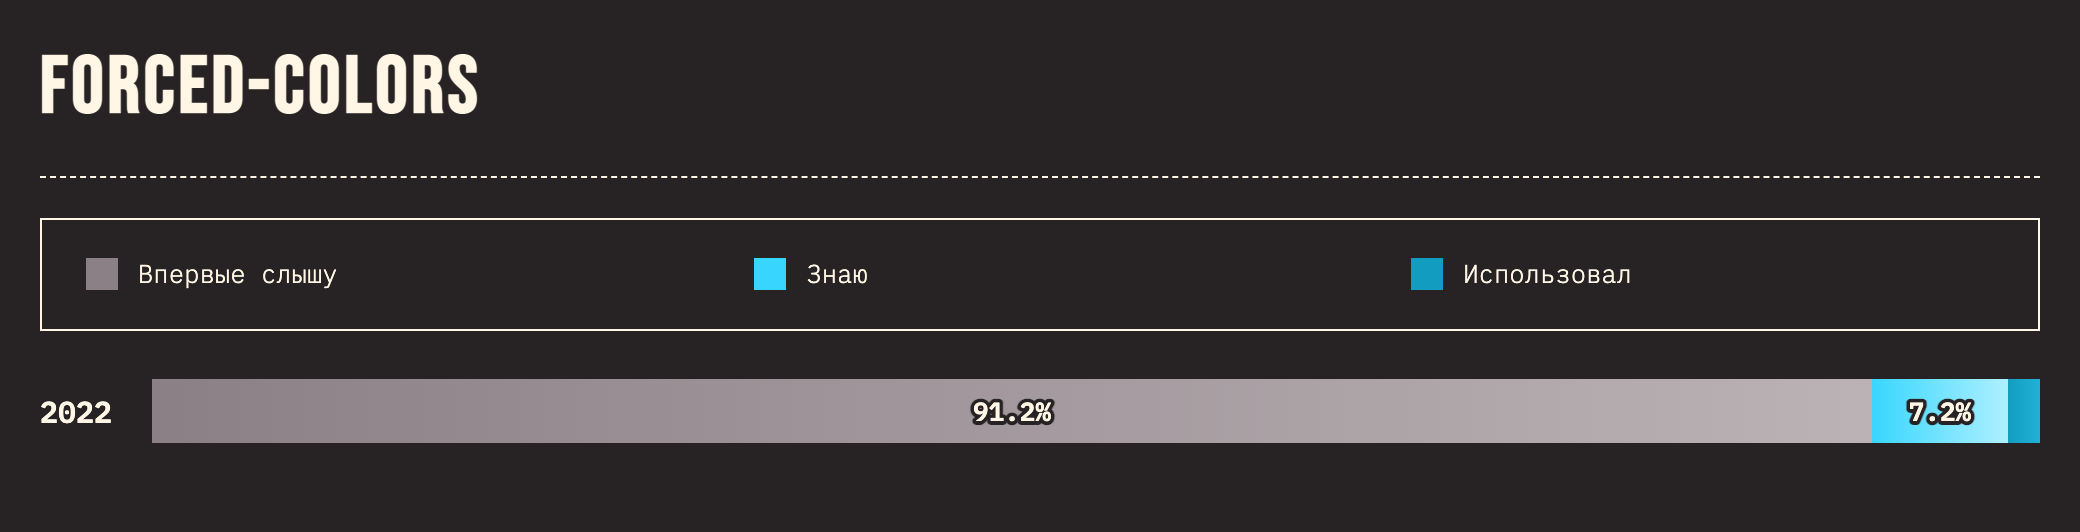 FORCED-COLORS
Впервые слышу
Знаю
Использовал
2022 91.2% 7.2%